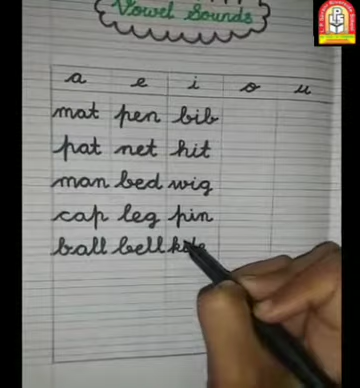 Vowel Sounds
a e i o u
mat pen bib
pat net hit
man bed wig
cap leg pin
ball bell